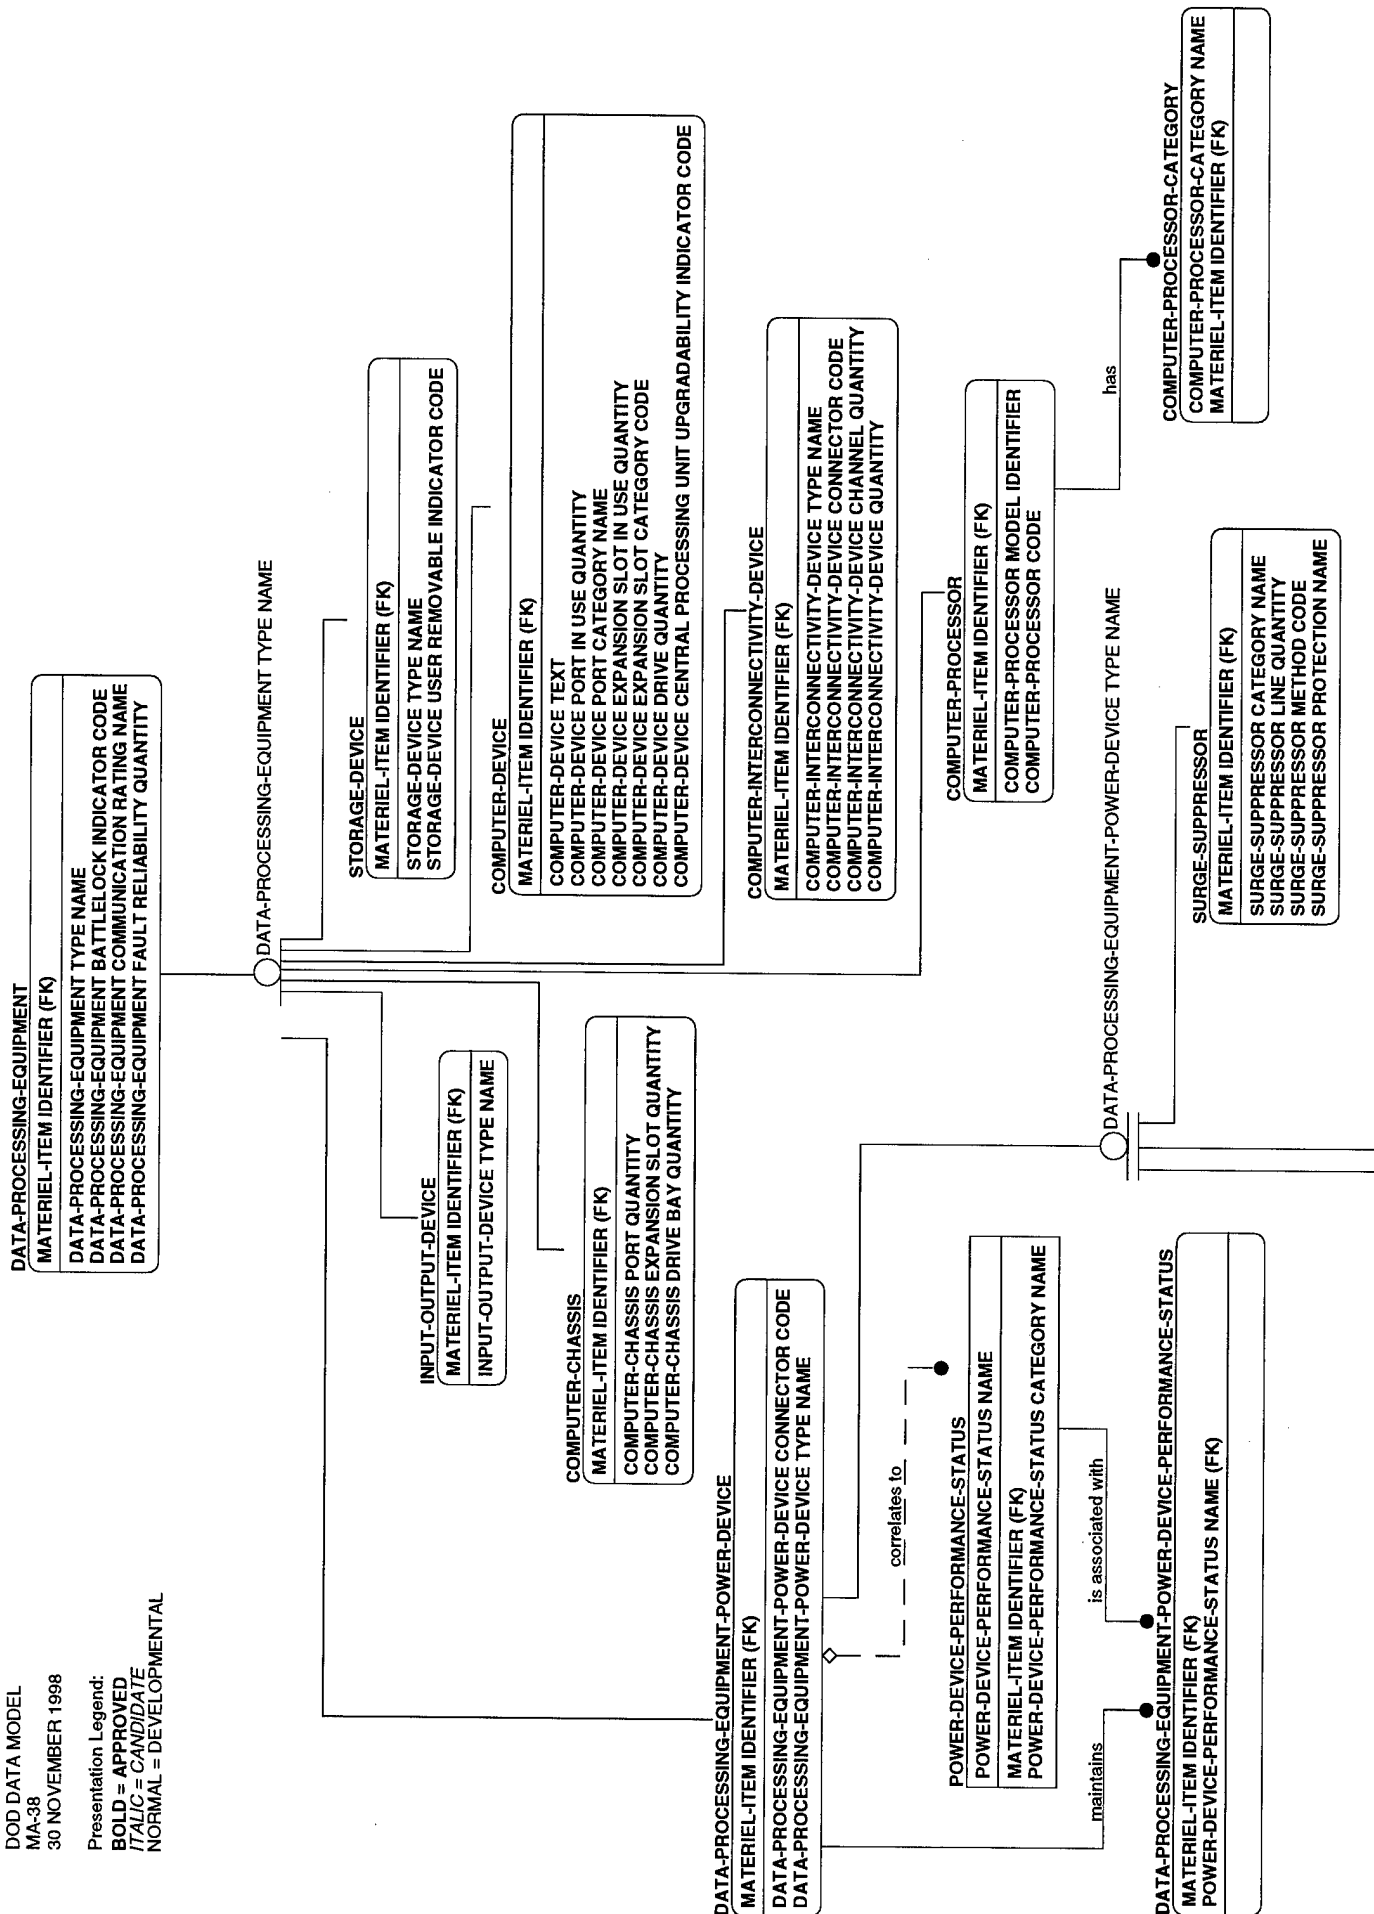 DOD DATA MODEL
MA-38
30 NOVEMBER 1998
Presentation Legend:
BOLD = APPROVED
ITALIC = CANDIDATE
NORMAL = DEVELOPMENTAL
DATA-PROCESSING-EQUIPMENT
MATERIEL-ITEM IDENTIFIER (FK)
DATA-PROCESSING-EQUIPMENT TYPE NAME
DATA-PROCESSING-EQUIPMENT BATTLELOCK INDICATOR CODE
DATA-PROCESSING-EQUIPMENT COMMUNICATION RATING NAME
DATA-PROCESSING-EQUIPMENT FAULT RELIABILITY QUANTITY
DATA-PROCESSING-EQUIPMENT TYPE NAME
STORAGE-DEVICE
MATERIEL-ITEM IDENTIFIER (FK)
STORAGE-DEVICE TYPE NAME
STORAGE-DEVICE USER REMOVABLE INDICATOR CODE
INPUT-OUTPUT-DEVICE
MATERIEL-ITEM IDENTIFIER (FK)
INPUT-OUTPUT-DEVICE TYPE NAME
COMPUTER-DEVICE
MATERIEL-ITEM IDENTIFIER (FK)
COMPUTER-DEVICE TEXT
COMPUTER-DEVICE PORT IN USE QUANTITY
COMPUTER-DEVICE PORT CATEGORY NAME
COMPUTER-DEVICE EXPANSION SLOT IN USE QUANTITY
COMPUTER-DEVICE EXPANSION SLOT CATEGORY CODE
COMPUTER-DEVICE DRIVE QUANTITY
COMPUTER-DEVICE CENTRAL PROCESSING UNIT UPGRADABILITY INDICATOR CODE
COMPUTER-CHASSIS
MATERIEL-ITEM IDENTIFIER (FK)
COMPUTER-CHASSIS PORT QUANTITY
COMPUTER-CHASSIS EXPANSION SLOT QUANTITY
COMPUTER-CHASSIS DRIVE BAY QUANTITY
DATA-PROCESSING-EQUIPMENT-POWER-DEVICE
MATERIEL-ITEM IDENTIFIER (FK)
DATA-PROCESSING-EQUIPMENT-POWER-DEVICE CONNECTOR CODE
DATA-PROCESSING-EQUIPMENT-POWER-DEVICE TYPE NAME
COMPUTER-INTERCONNECTIVITY-DEVICE
MATERIEL-ITEM IDENTIFIER (FK)
COMPUTER-INTERCONNECTIVITY-DEVICE TYPE NAME
COMPUTER-INTERCONNECTIVITY-DEVICE CONNECTOR CODE
COMPUTER-INTERCONNECTIVITY-DEVICE CHANNEL QUANTITY
COMPUTER-INTERCONNECTIVITY-DEVICE QUANTITY
correlates to
COMPUTER-PROCESSOR
MATERIEL-ITEM IDENTIFIER (FK)
COMPUTER-PROCESSOR MODEL IDENTIFIER
COMPUTER-PROCESSOR CODE
POWER-DEVICE-PERFORMANCE-STATUS
POWER-DEVICE-PERFORMANCE-STATUS NAME
MATERIEL-ITEM IDENTIFIER (FK)
POWER-DEVICE-PERFORMANCE-STATUS CATEGORY NAME
maintains
is associated with
DATA-PROCESSING-EQUIPMENT-POWER-DEVICE TYPE NAME
has
DATA-PROCESSING-EQUIPMENT-POWER-DEVICE-PERFORMANCE-STATUS
MATERIEL-ITEM IDENTIFIER (FK)
POWER-DEVICE-PERFORMANCE-STATUS NAME (FK)
SURGE-SUPPRESSOR
MATERIEL-ITEM IDENTIFIER (FK)
SURGE-SUPPRESSOR CATEGORY NAME
SURGE-SUPPRESSOR LINE QUANTITY
SURGE-SUPPRESSOR METHOD CODE
SURGE-SUPPRESSOR PROTECTION NAME
COMPUTER-PROCESSOR-CATEGORY
COMPUTER-PROCESSOR-CATEGORY NAME
MATERIEL-ITEM IDENTIFIER (FK)